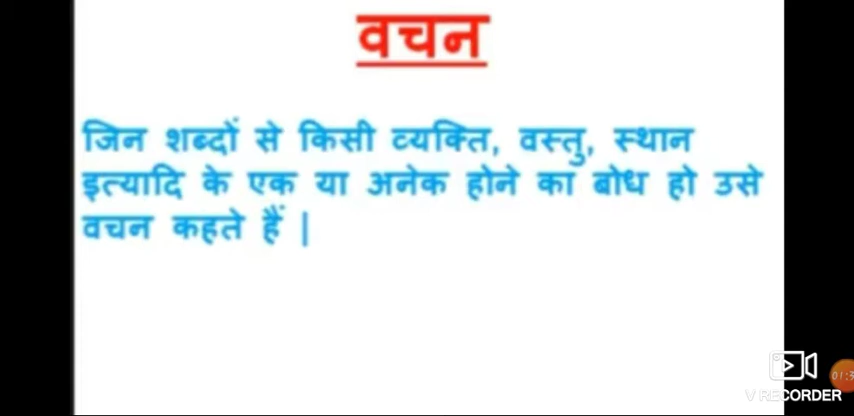 वचन
जिन शब्दों से किसी व्यक्ति, वस्तु, स्थान
इत्यादि के एक या अनेक होने का बोध हो उसे
वचन कहते हैं |
V RECORDER